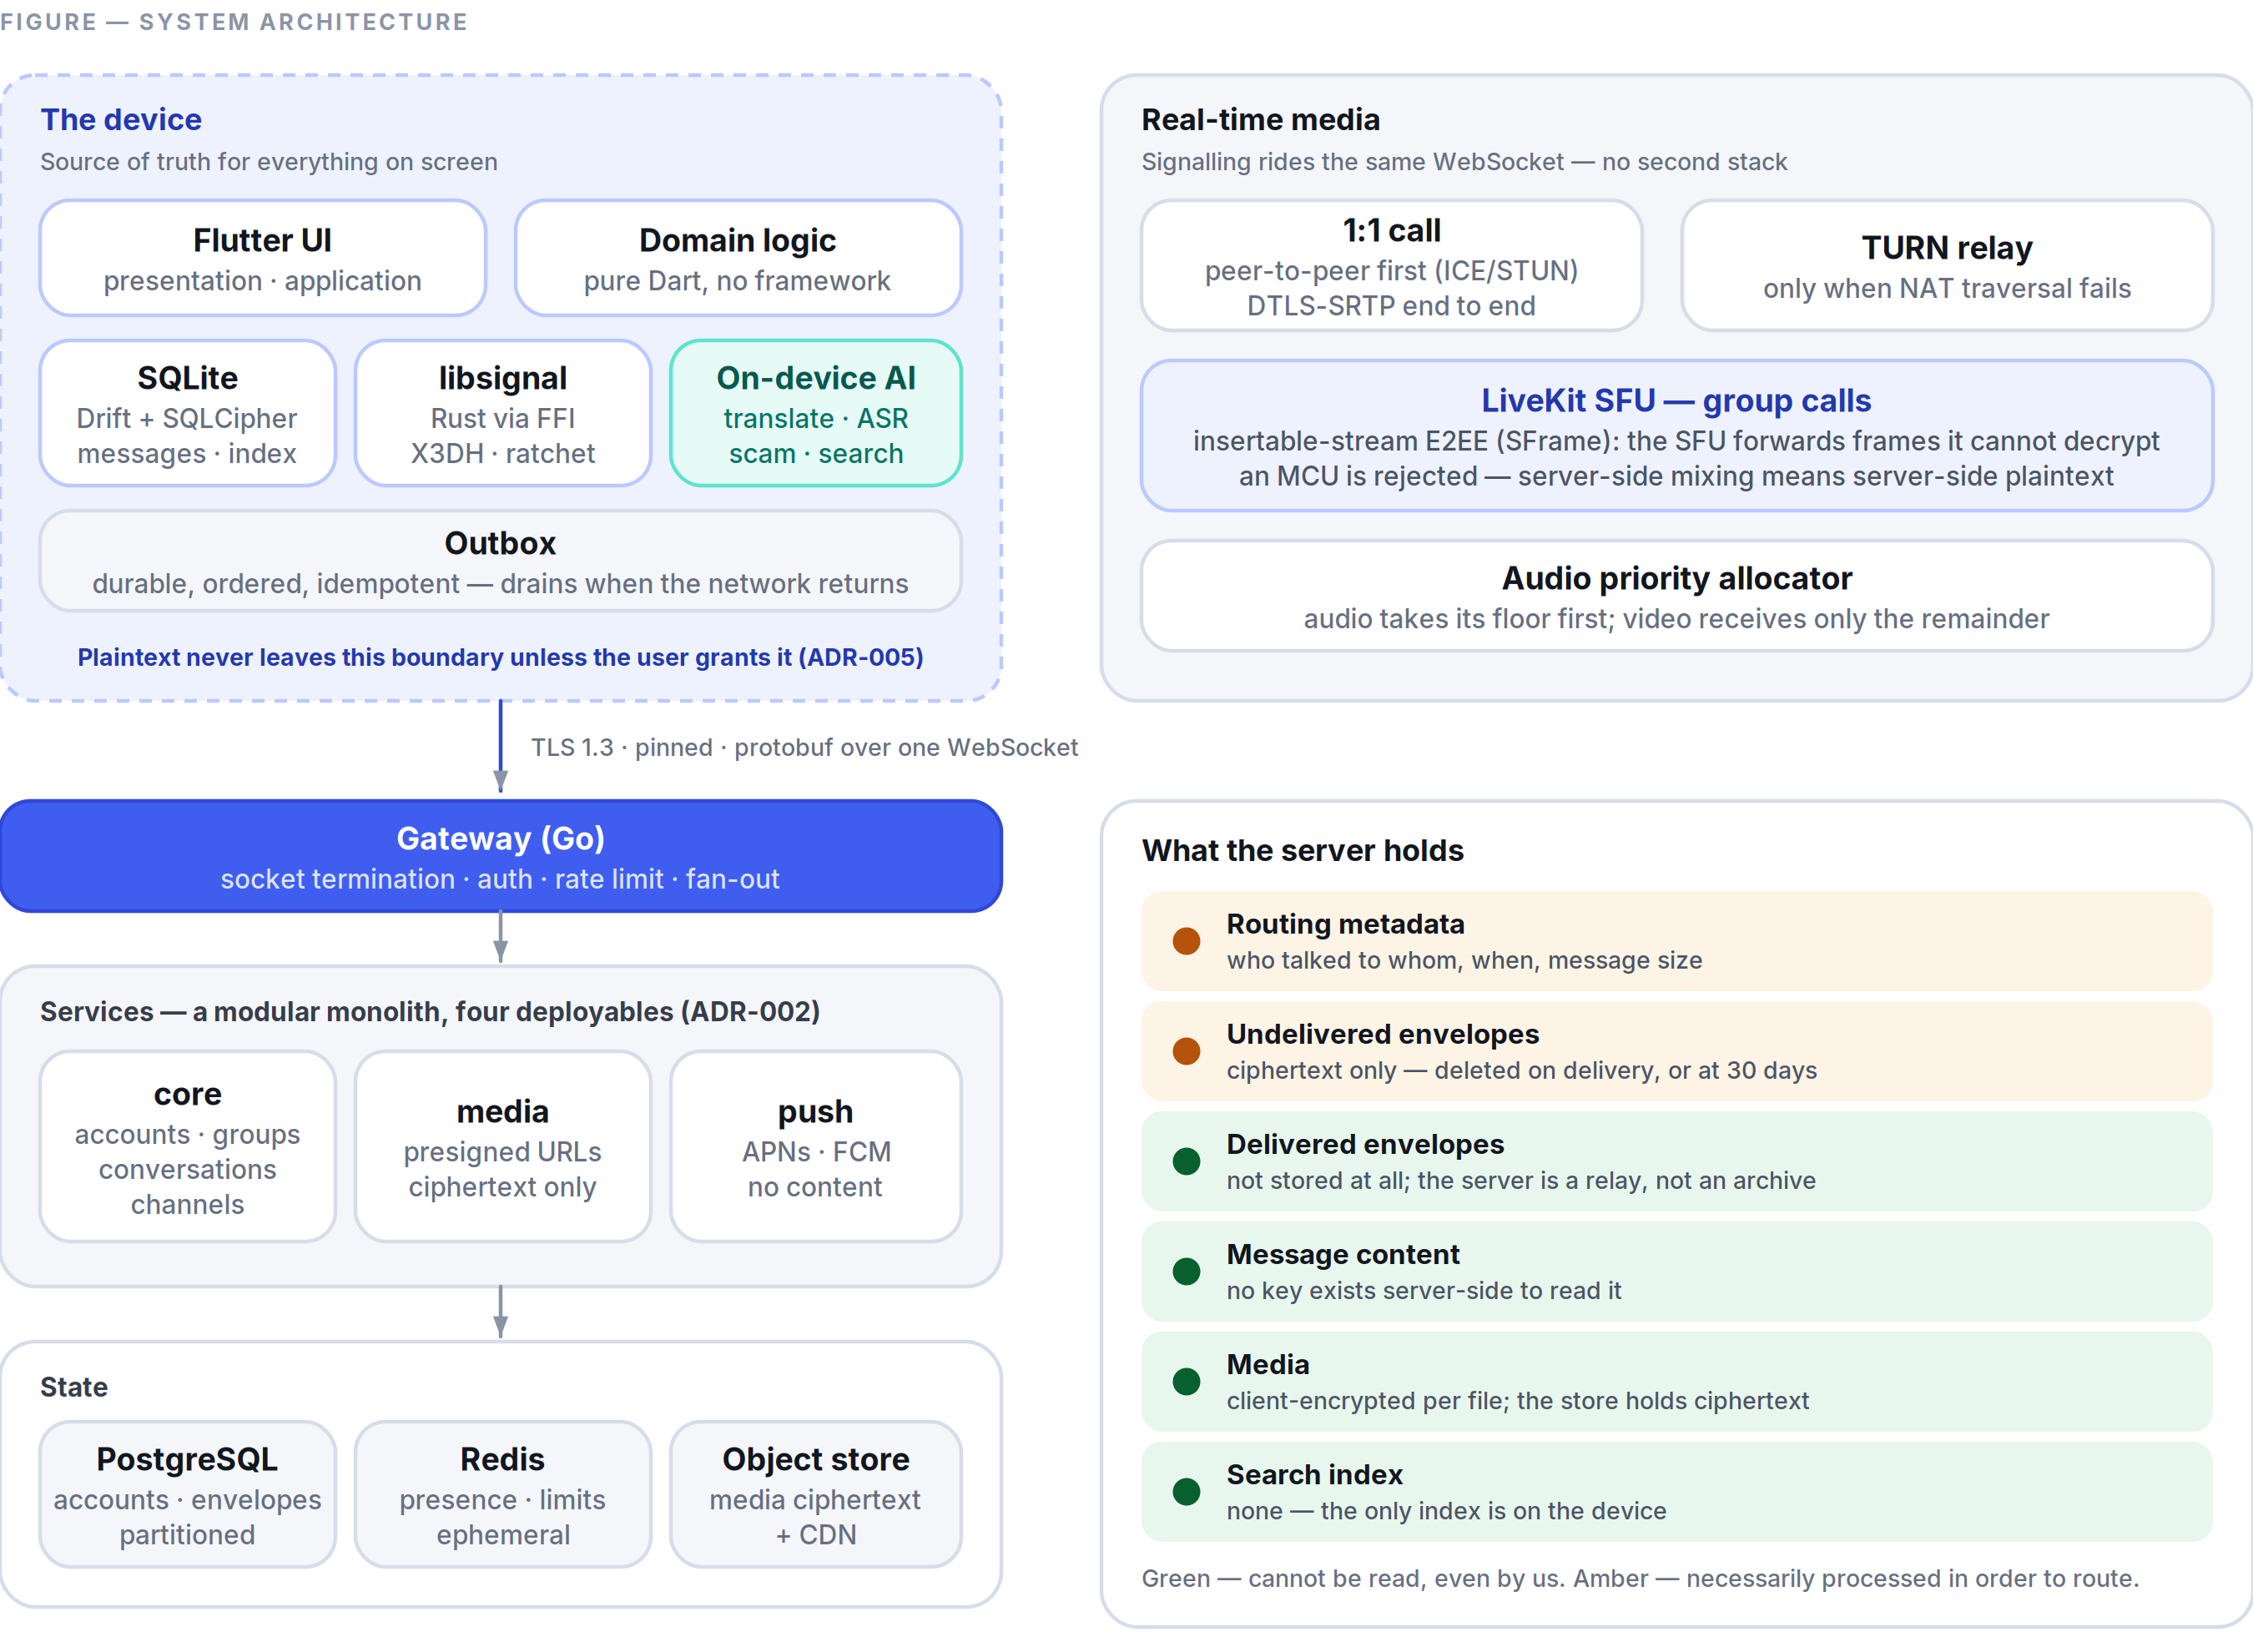 FIGURE — SYSTEM ARCHITECTURE
The device
Source of truth for everything on screen
Flutter UI
presentation · application
Domain logic
pure Dart, no framework
SQLite
Drift + SQLCipher
messages · index
libsignal
Rust via FFI
X3DH · ratchet
On-device AI
translate · ASR
scam · search
Outbox
durable, ordered, idempotent — drains when the network returns
Plaintext never leaves this boundary unless the user grants it (ADR-005)
TLS 1.3 · pinned · protobuf over one WebSocket
Gateway (Go)
socket termination · auth · rate limit · fan-out
Services — a modular monolith, four deployables (ADR-002)
core
accounts · groups
conversations
channels
media
presigned URLs
ciphertext only
push
APNs · FCM
no content
State
PostgreSQL
accounts · envelopes
partitioned
Redis
presence · limits
ephemeral
Object store
media ciphertext
+ CDN
Real-time media
Signalling rides the same WebSocket — no second stack
1:1 call
peer-to-peer first (ICE/STUN)
DTLS-SRTP end to end
TURN relay
only when NAT traversal fails
LiveKit SFU — group calls
insertable-stream E2EE (SFrame): the SFU forwards frames it cannot decrypt
an MCU is rejected — server-side mixing means server-side plaintext
Audio priority allocator
audio takes its floor first; video receives only the remainder
What the server holds
Routing metadata
who talked to whom, when, message size
Undelivered envelopes
ciphertext only — deleted on delivery, or at 30 days
Delivered envelopes
not stored at all; the server is a relay, not an archive
Message content
no key exists server-side to read it
Media
client-encrypted per file; the store holds ciphertext
Search index
none — the only index is on the device
Green — cannot be read, even by us. Amber — necessarily processed in order to route.